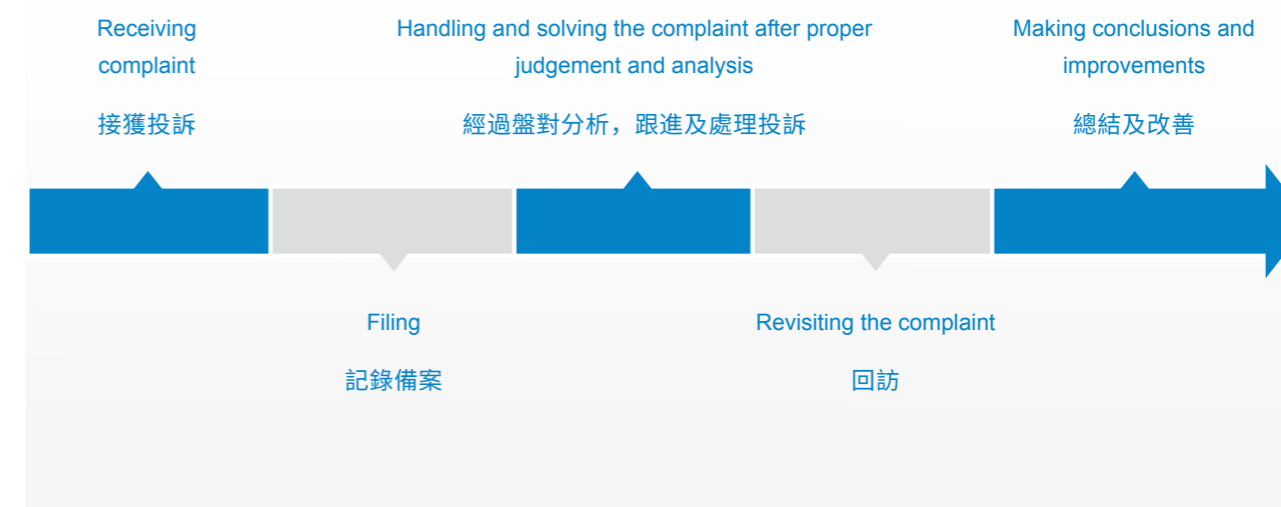 Receiving
complaint
接獲投訴
Handling and solving the complaint after proper
judgement and analysis
經過盤對分析，跟進及處理投訴
Making conclusions and
improvements
總結及改善
Filing
記錄備案
Revisiting the complaint
回訪